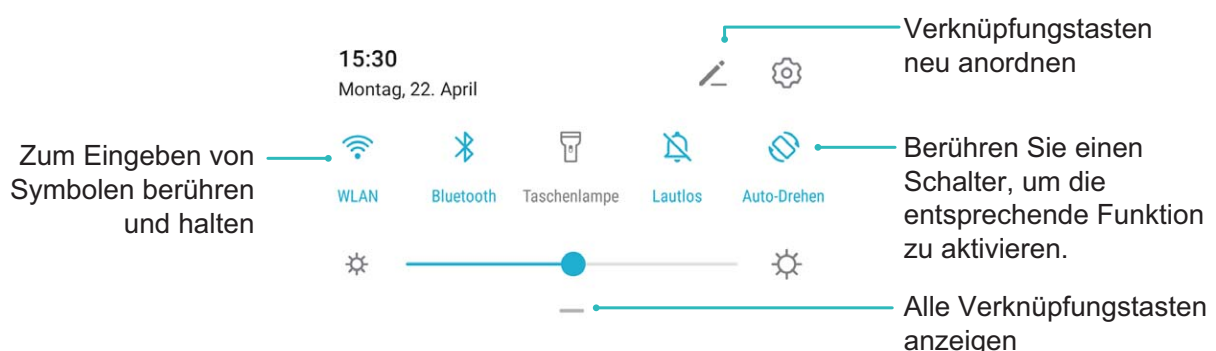 Verknüpfungstasten
neu anordnen
15:30
Montag, 22. April
Zum Eingeben von
Symbolen berühren
und halten
WLAN
Bluetooth
Taschenlampe
Lautlos
Auto-Drehen
Berühren Sie einen
Schalter, um die
entsprechende Funktion
zu aktivieren.
Alle Verknüpfungstasten
anzeigen